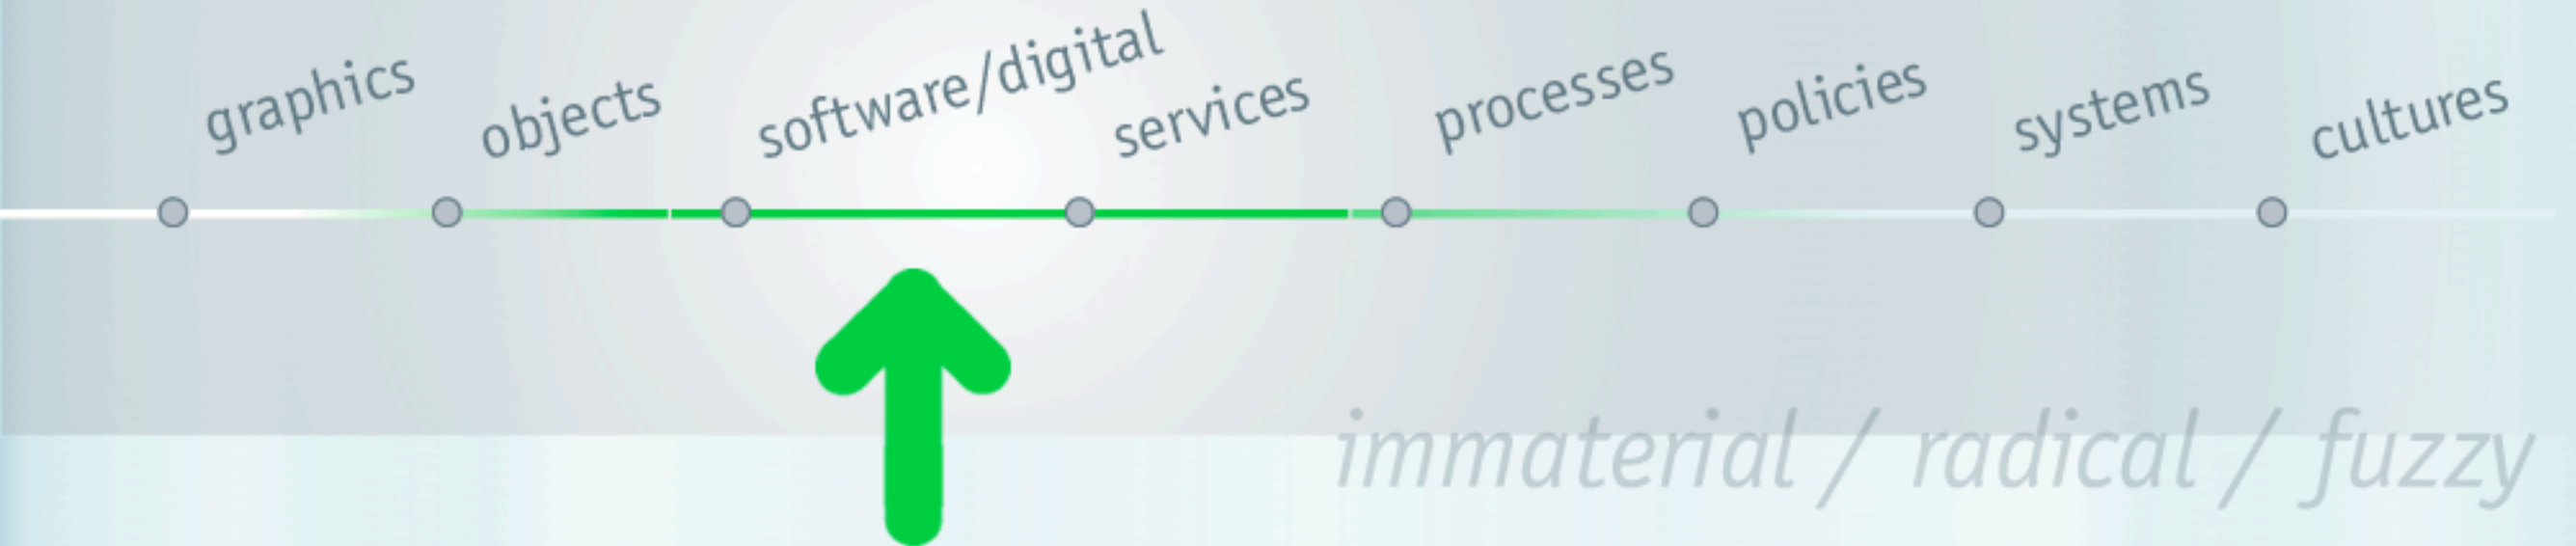 graphics
objects
software/digital
services
processes
policies
systems
cultures
immaterial / radical / fuzzy